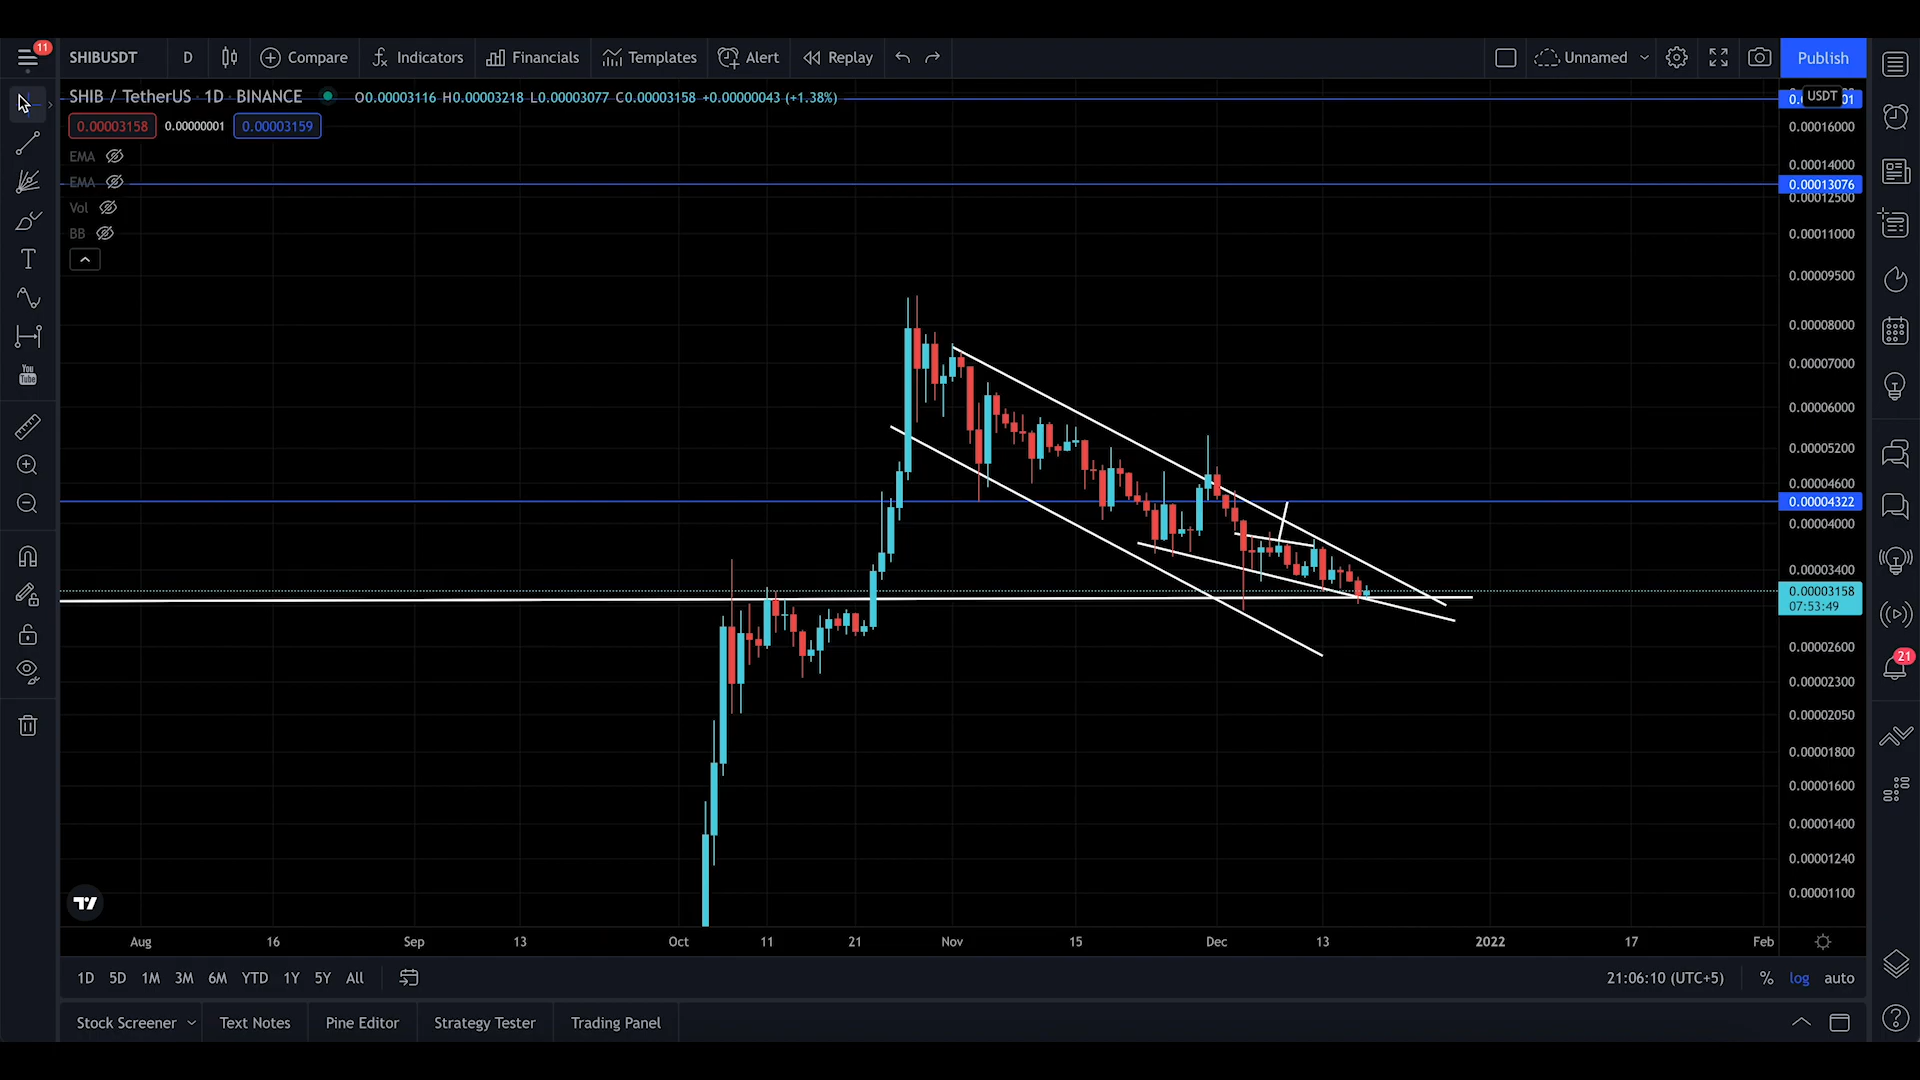 11
SHIBUSDT D Compare Indicators Financials Templates Alert Replay Unnamed Publish
SHIB / TetherUS · 1D · BINANCE O0.00003116 H0.00003218 L0.00003077 C0.00003158 +0.00000043 (+1.38%)
0.00003158 0.00000001 0.00003159
EMA
EMA
Vol
BB
USDT
0.00016000
0.00014000
0.00013076
0.00012500
0.00011000
0.00009500
0.00008000
0.00007000
0.00006000
0.00005200
0.00004600
0.00004322
0.00004000
0.00003400
0.00003158
07:53:49
0.00002600
0.00002300
0.00002050
0.00001800
0.00001600
0.00001400
0.00001240
0.00001100
You
Tube
21
Aug 16 Sep 13 Oct 11 21 Nov 15 Dec 13 2022 17 Feb
1D 5D 1M 3M 6M YTD 1Y 5Y All 21:06:10 (UTC+5) % log auto
Stock Screener Text Notes Pine Editor Strategy Tester Trading Panel